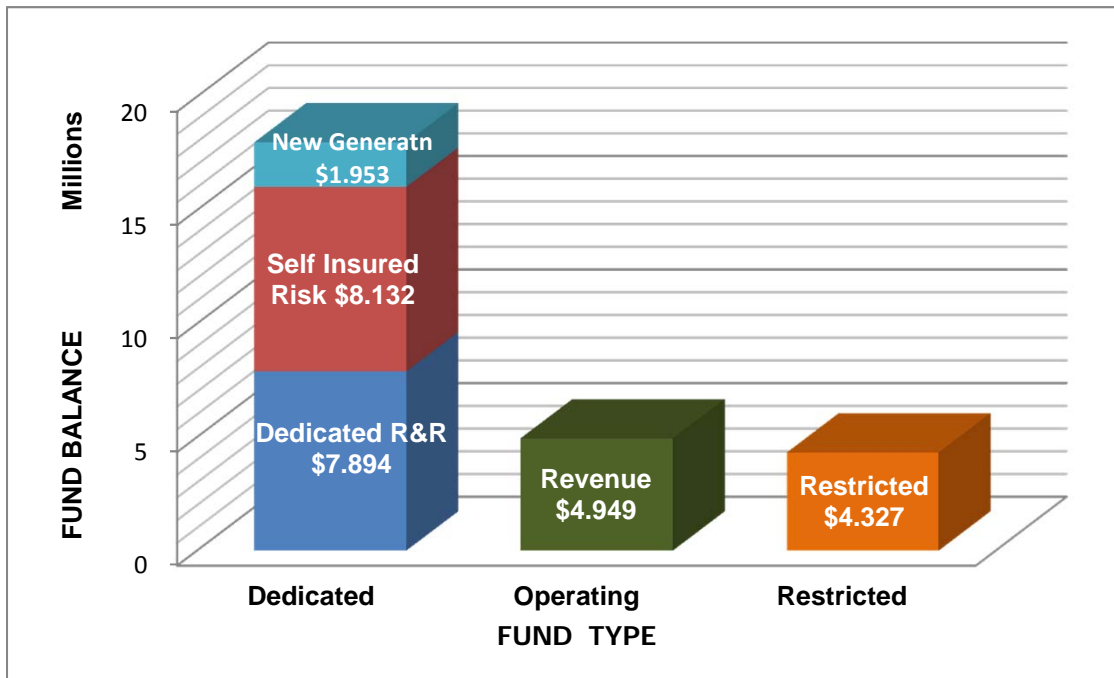 Millions
FUND BALANCE
20
15
10
5
0
New Generatn
$1.953
Self Insured
Risk $8.132
Dedicated R&R
$7.894
Revenue
$4.949
Restricted
$4.327
Dedicated
Operating
Restricted
FUND TYPE